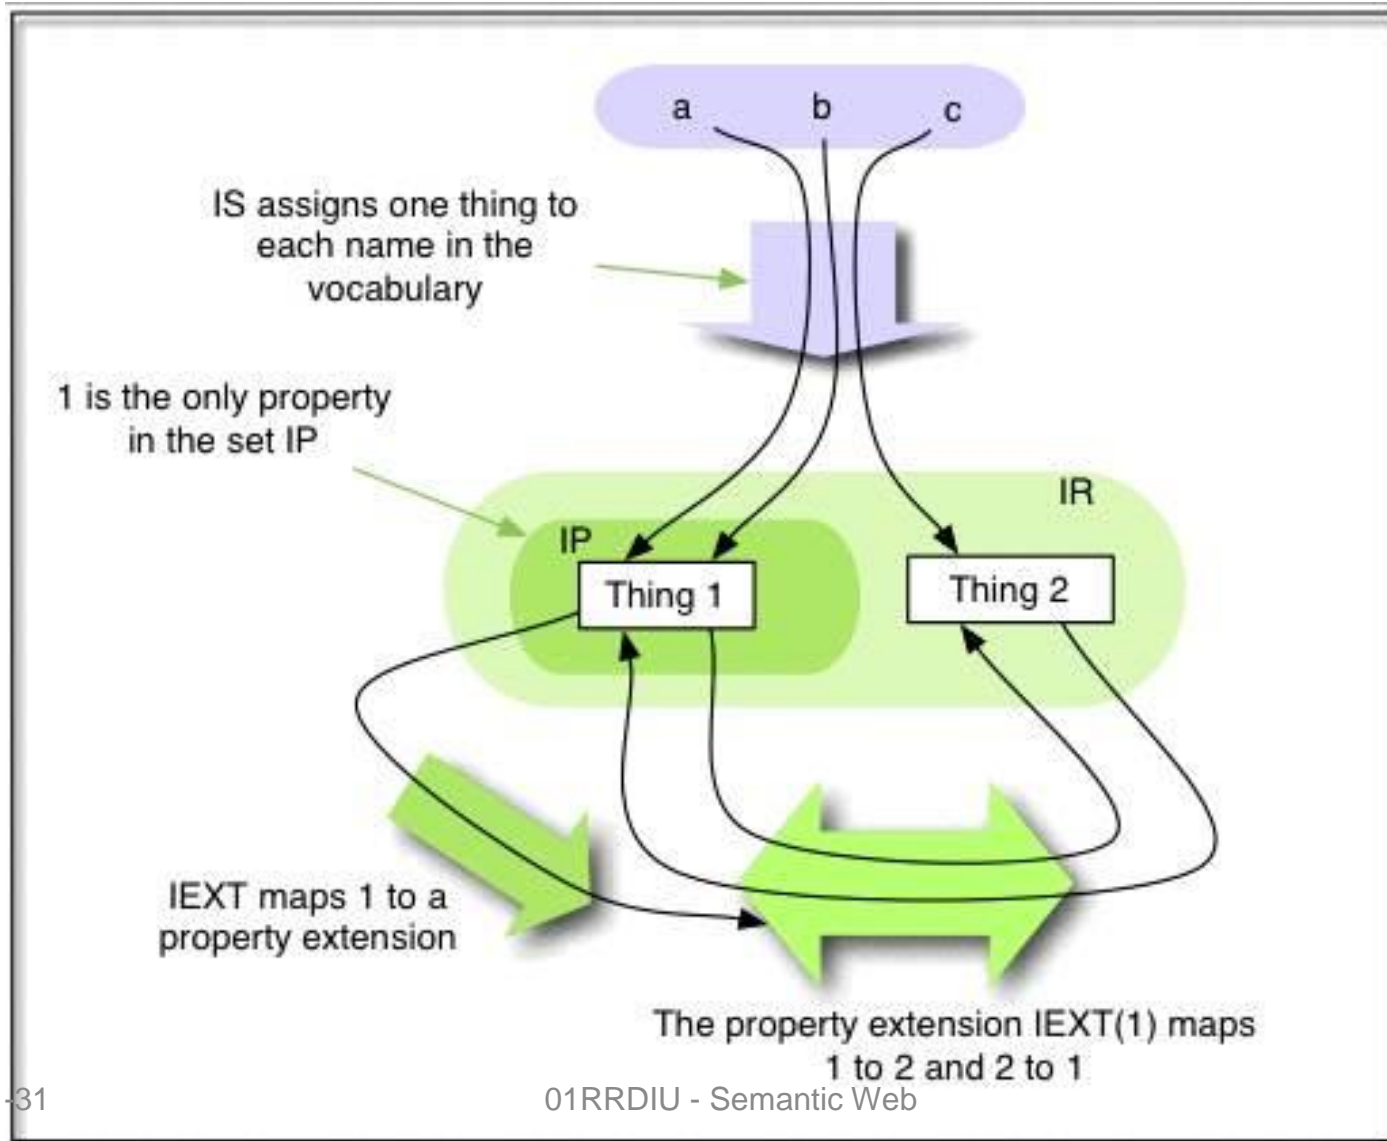 a b c
IS assigns one thing to
each name in the
vocabulary
1 is the only property
in the set IP
IR
IP
Thing 1
Thing 2
IEXT maps 1 to a
property extension
The property extension IEXT(1) maps
1 to 2 and 2 to 1
-31
01RRDIU - Semantic Web